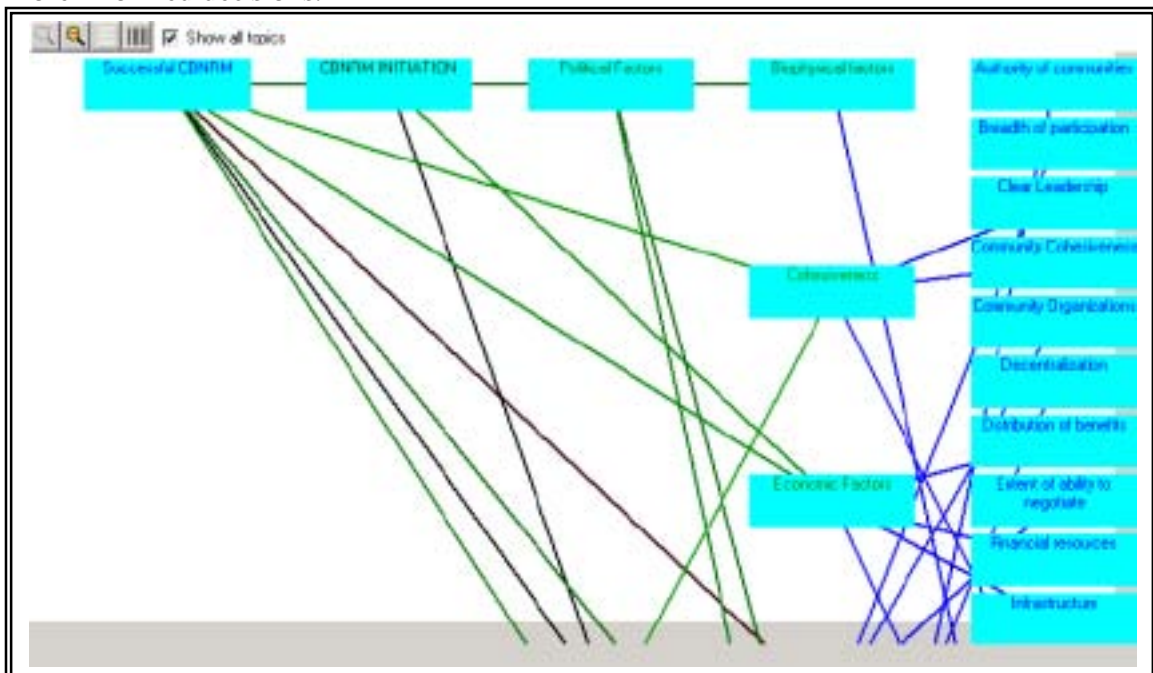 Show all topics
Successful CBNRM
CBNRM INITIATION
Political Factors
Biophysical factors
Authority of communities
Breadth of participation
Clear Leadership
Community Cohesiveness
Cohesiveness
Community Organizations
Decentralization
Distribution of benefits
Economic Factors
Extent of ability to
negotiate
Financial resources
Infrastructure